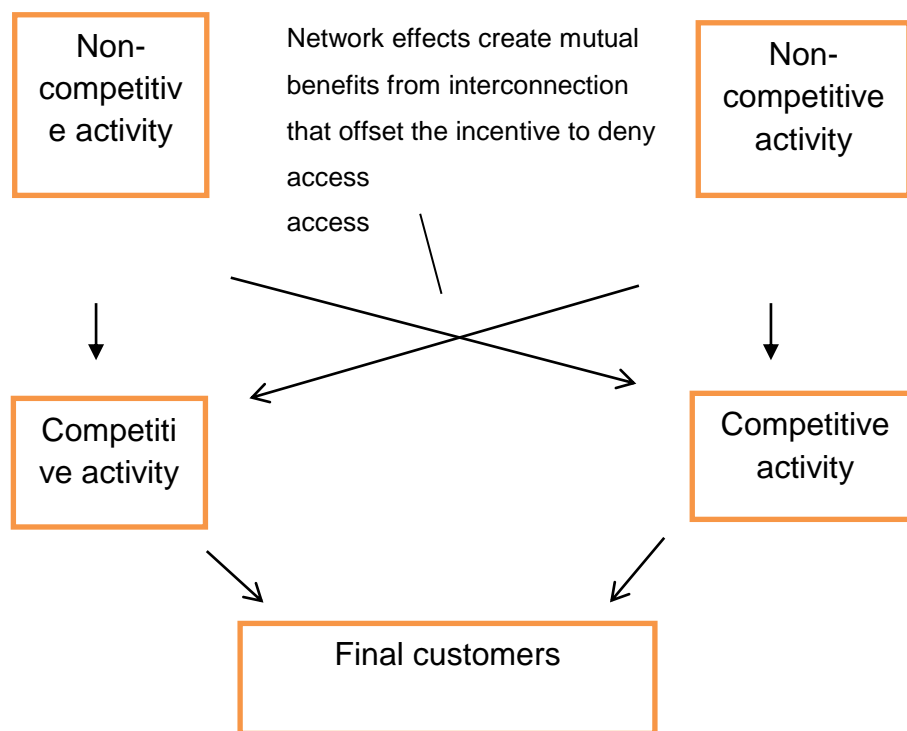 Non-
competitiv
e activity
Network effects create mutual
benefits from interconnection
that offset the incentive to deny
access
access
Non-
competitive
activity
Competiti
ve activity
Competitive
activity
Final customers